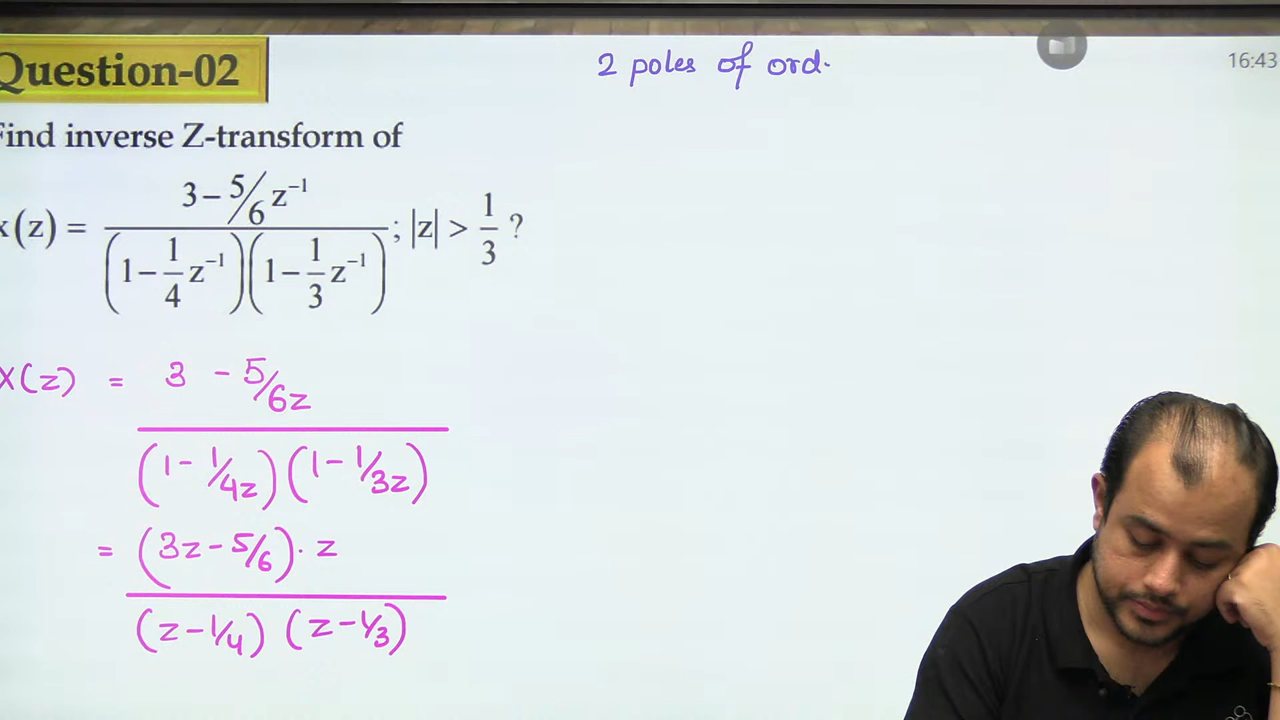 Question-02
2 poles of ord.
16:43
Find inverse Z-transform of
x(z) = 3 – 5/6 z⁻¹ / (1 – 1/4 z⁻¹)(1 – 1/3 z⁻¹) ; |z| > 1/3 ?
X(z) = 3 - 5/6z / (1 - 1/4z)(1 - 1/3z)
= (3z - 5/6) · z / (z - 1/4) (z - 1/3)